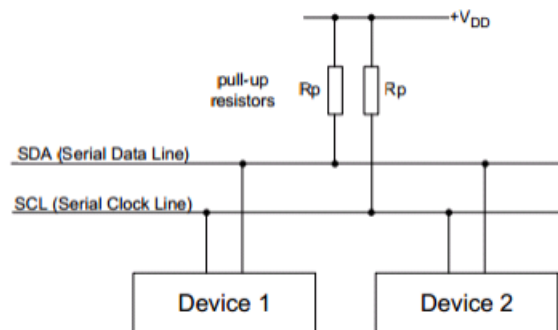 +VDD
pull-up
resistors
Rp
Rp
SDA (Serial Data Line)
SCL (Serial Clock Line)
Device 1
Device 2